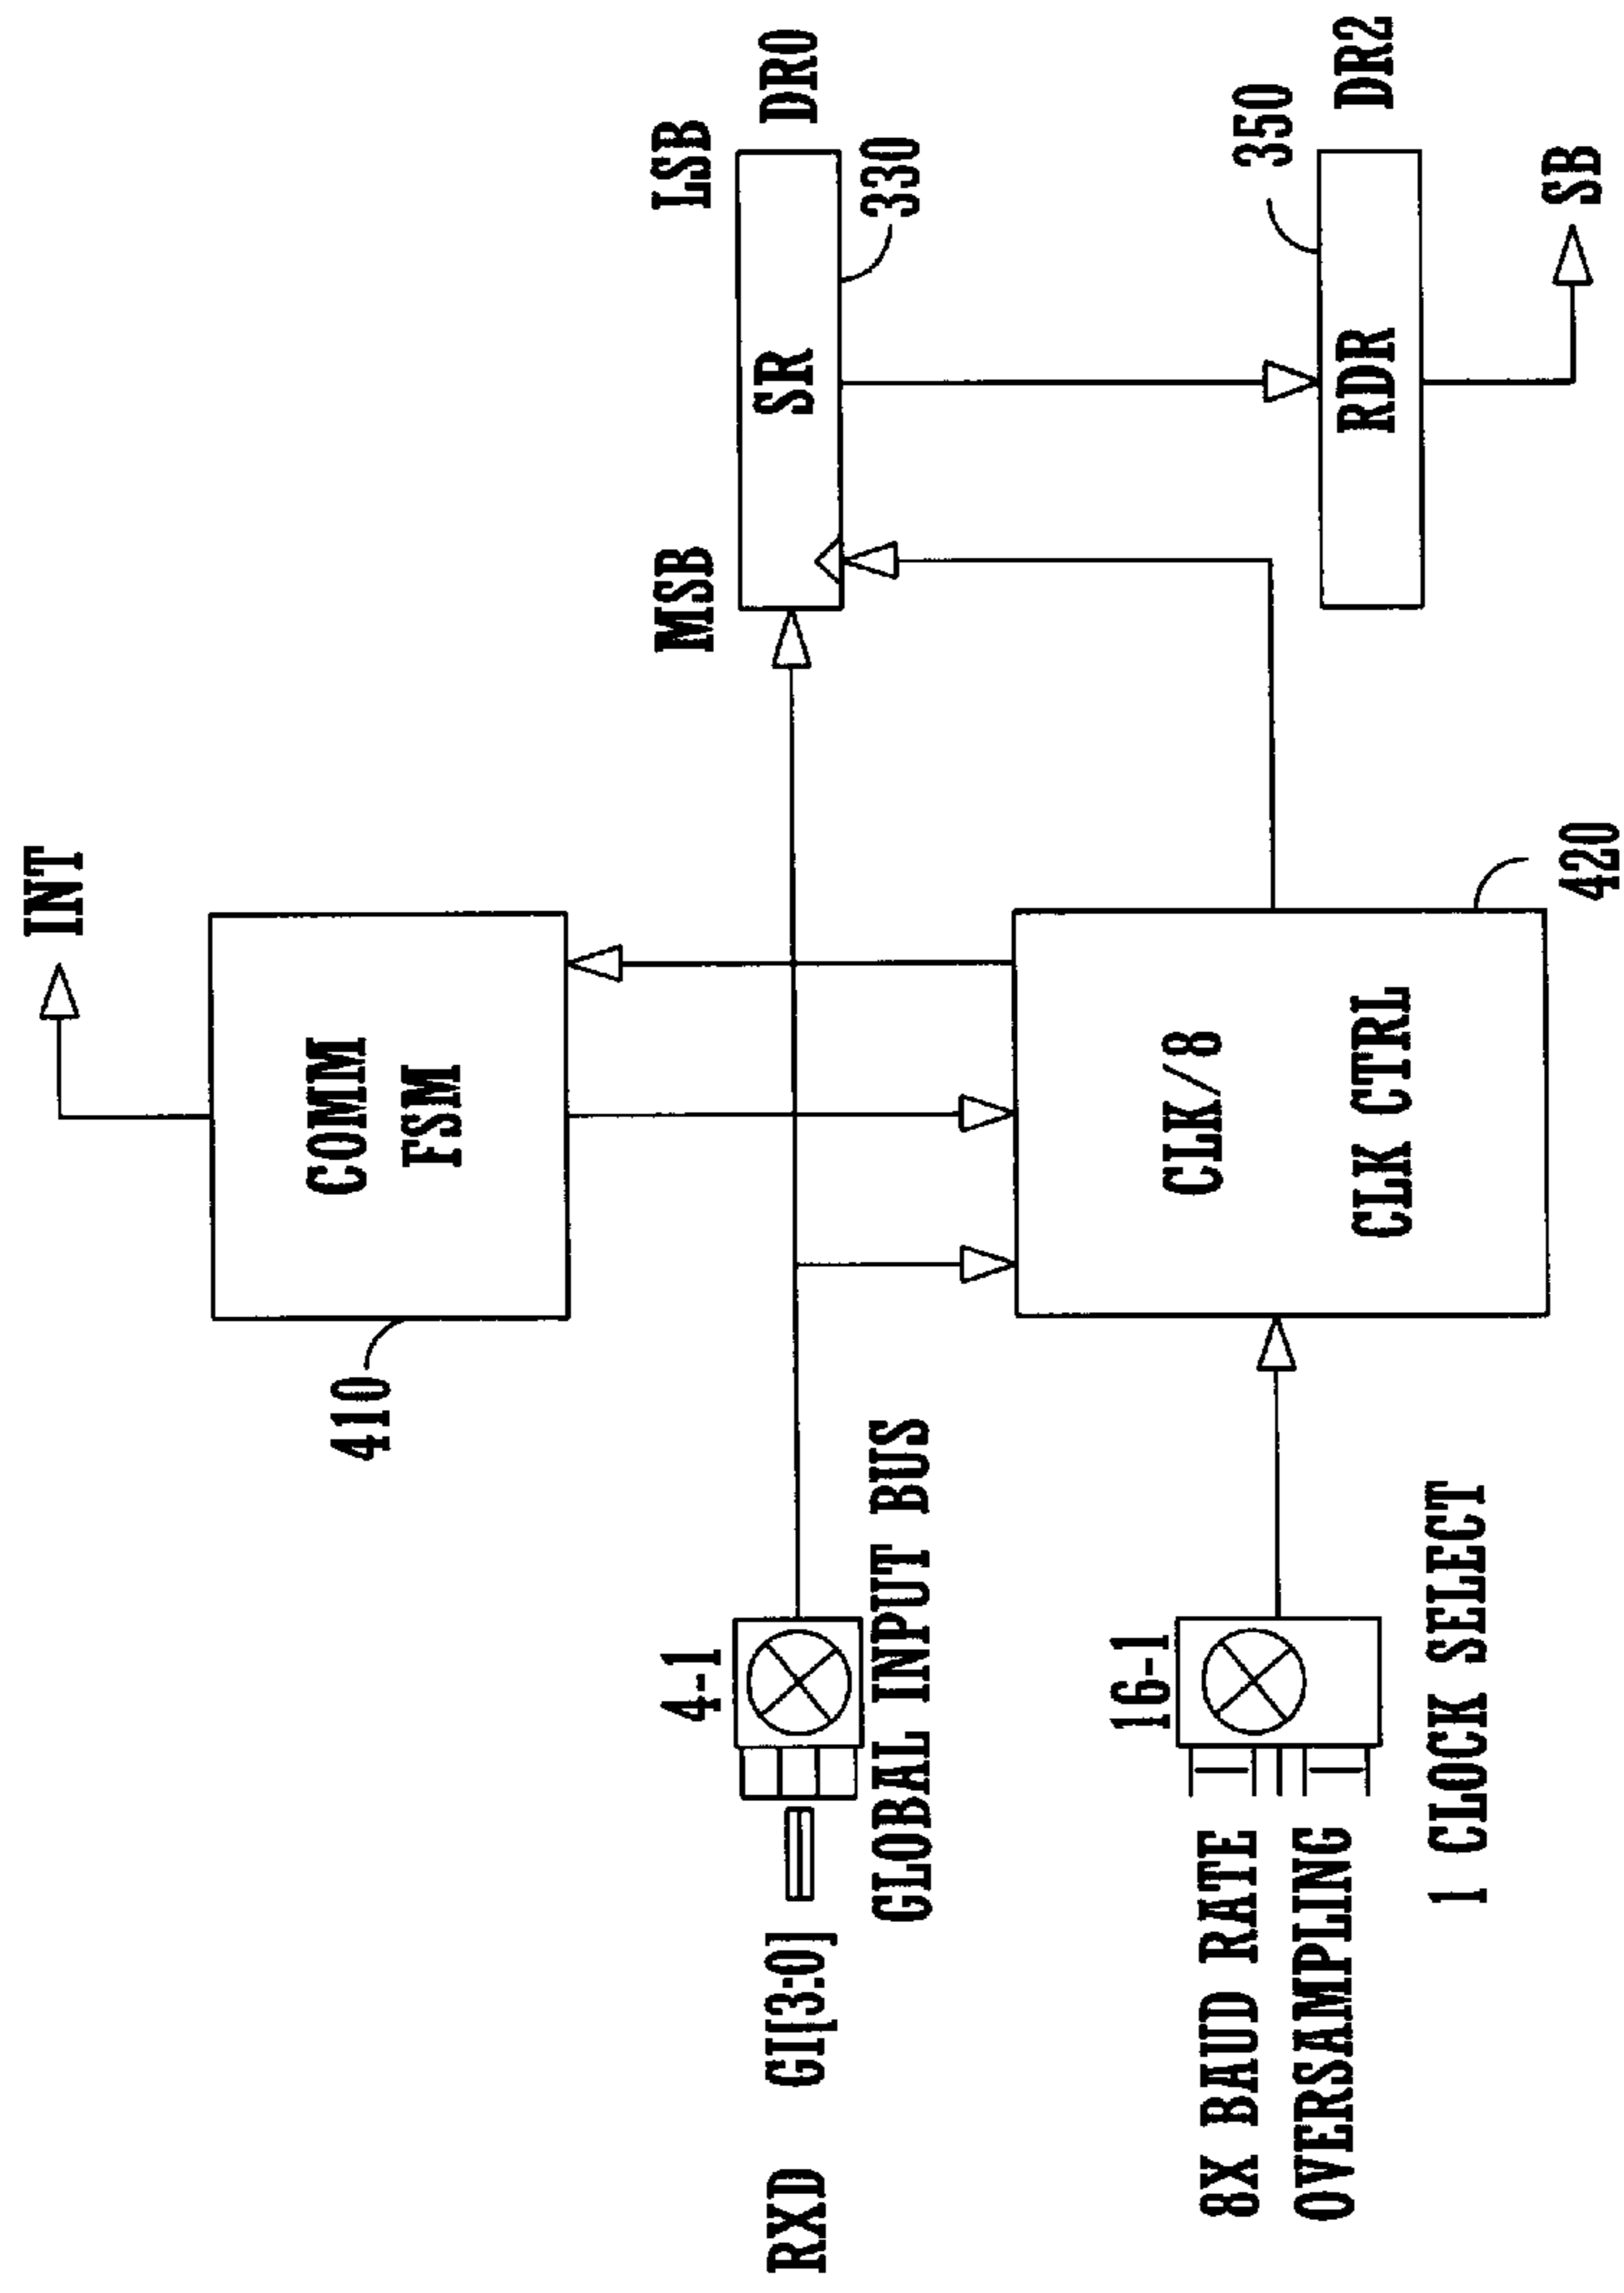 INT
COMM
FSM
410
MSB
LSB
SR
DR0
330
4-1
RXD GI[3:0]
GLOBAL INPUT BUS
CLK/8
CLK CTRL
420
16-1
8X BAUD RATE
OVERSAMPLING
1 CLOCK SELECT
350
RDR
DR2
SB